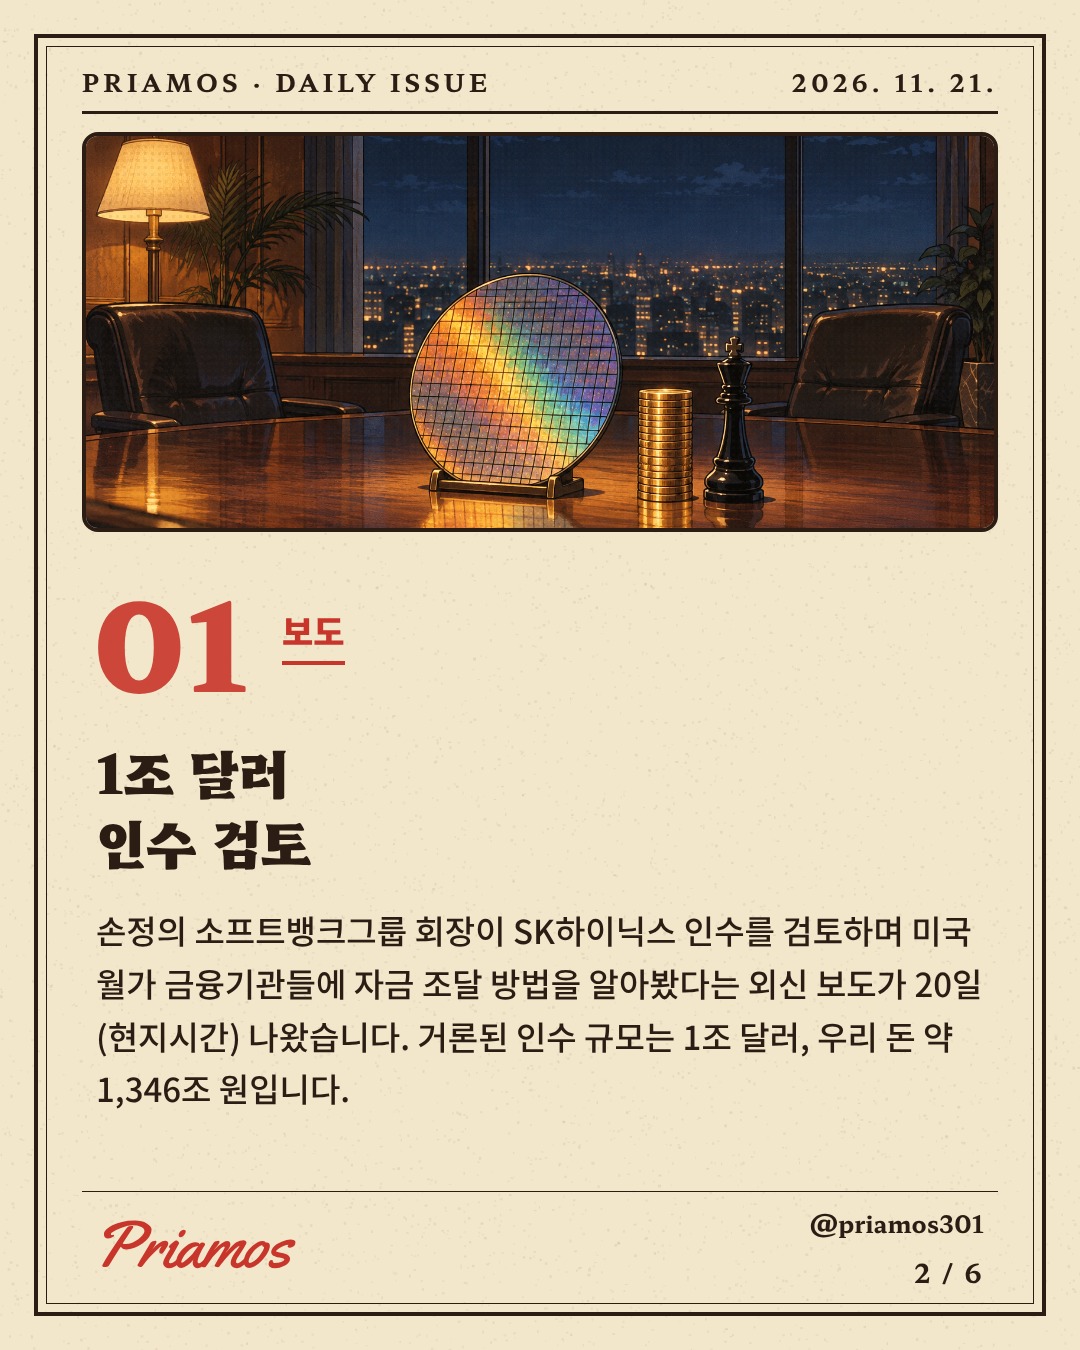 PRIAMOS · DAILY ISSUE
2026. 11. 21.
01
보도
1조 달러
인수 검토
손정의 소프트뱅크그룹 회장이 SK하이닉스 인수를 검토하며 미국
월가 금융기관들에 자금 조달 방법을 알아봤다는 외신 보도가 20일
(현지시간) 나왔습니다. 거론된 인수 규모는 1조 달러, 우리 돈 약
1,346조 원입니다.
Priamos
@priamos301
2 / 6